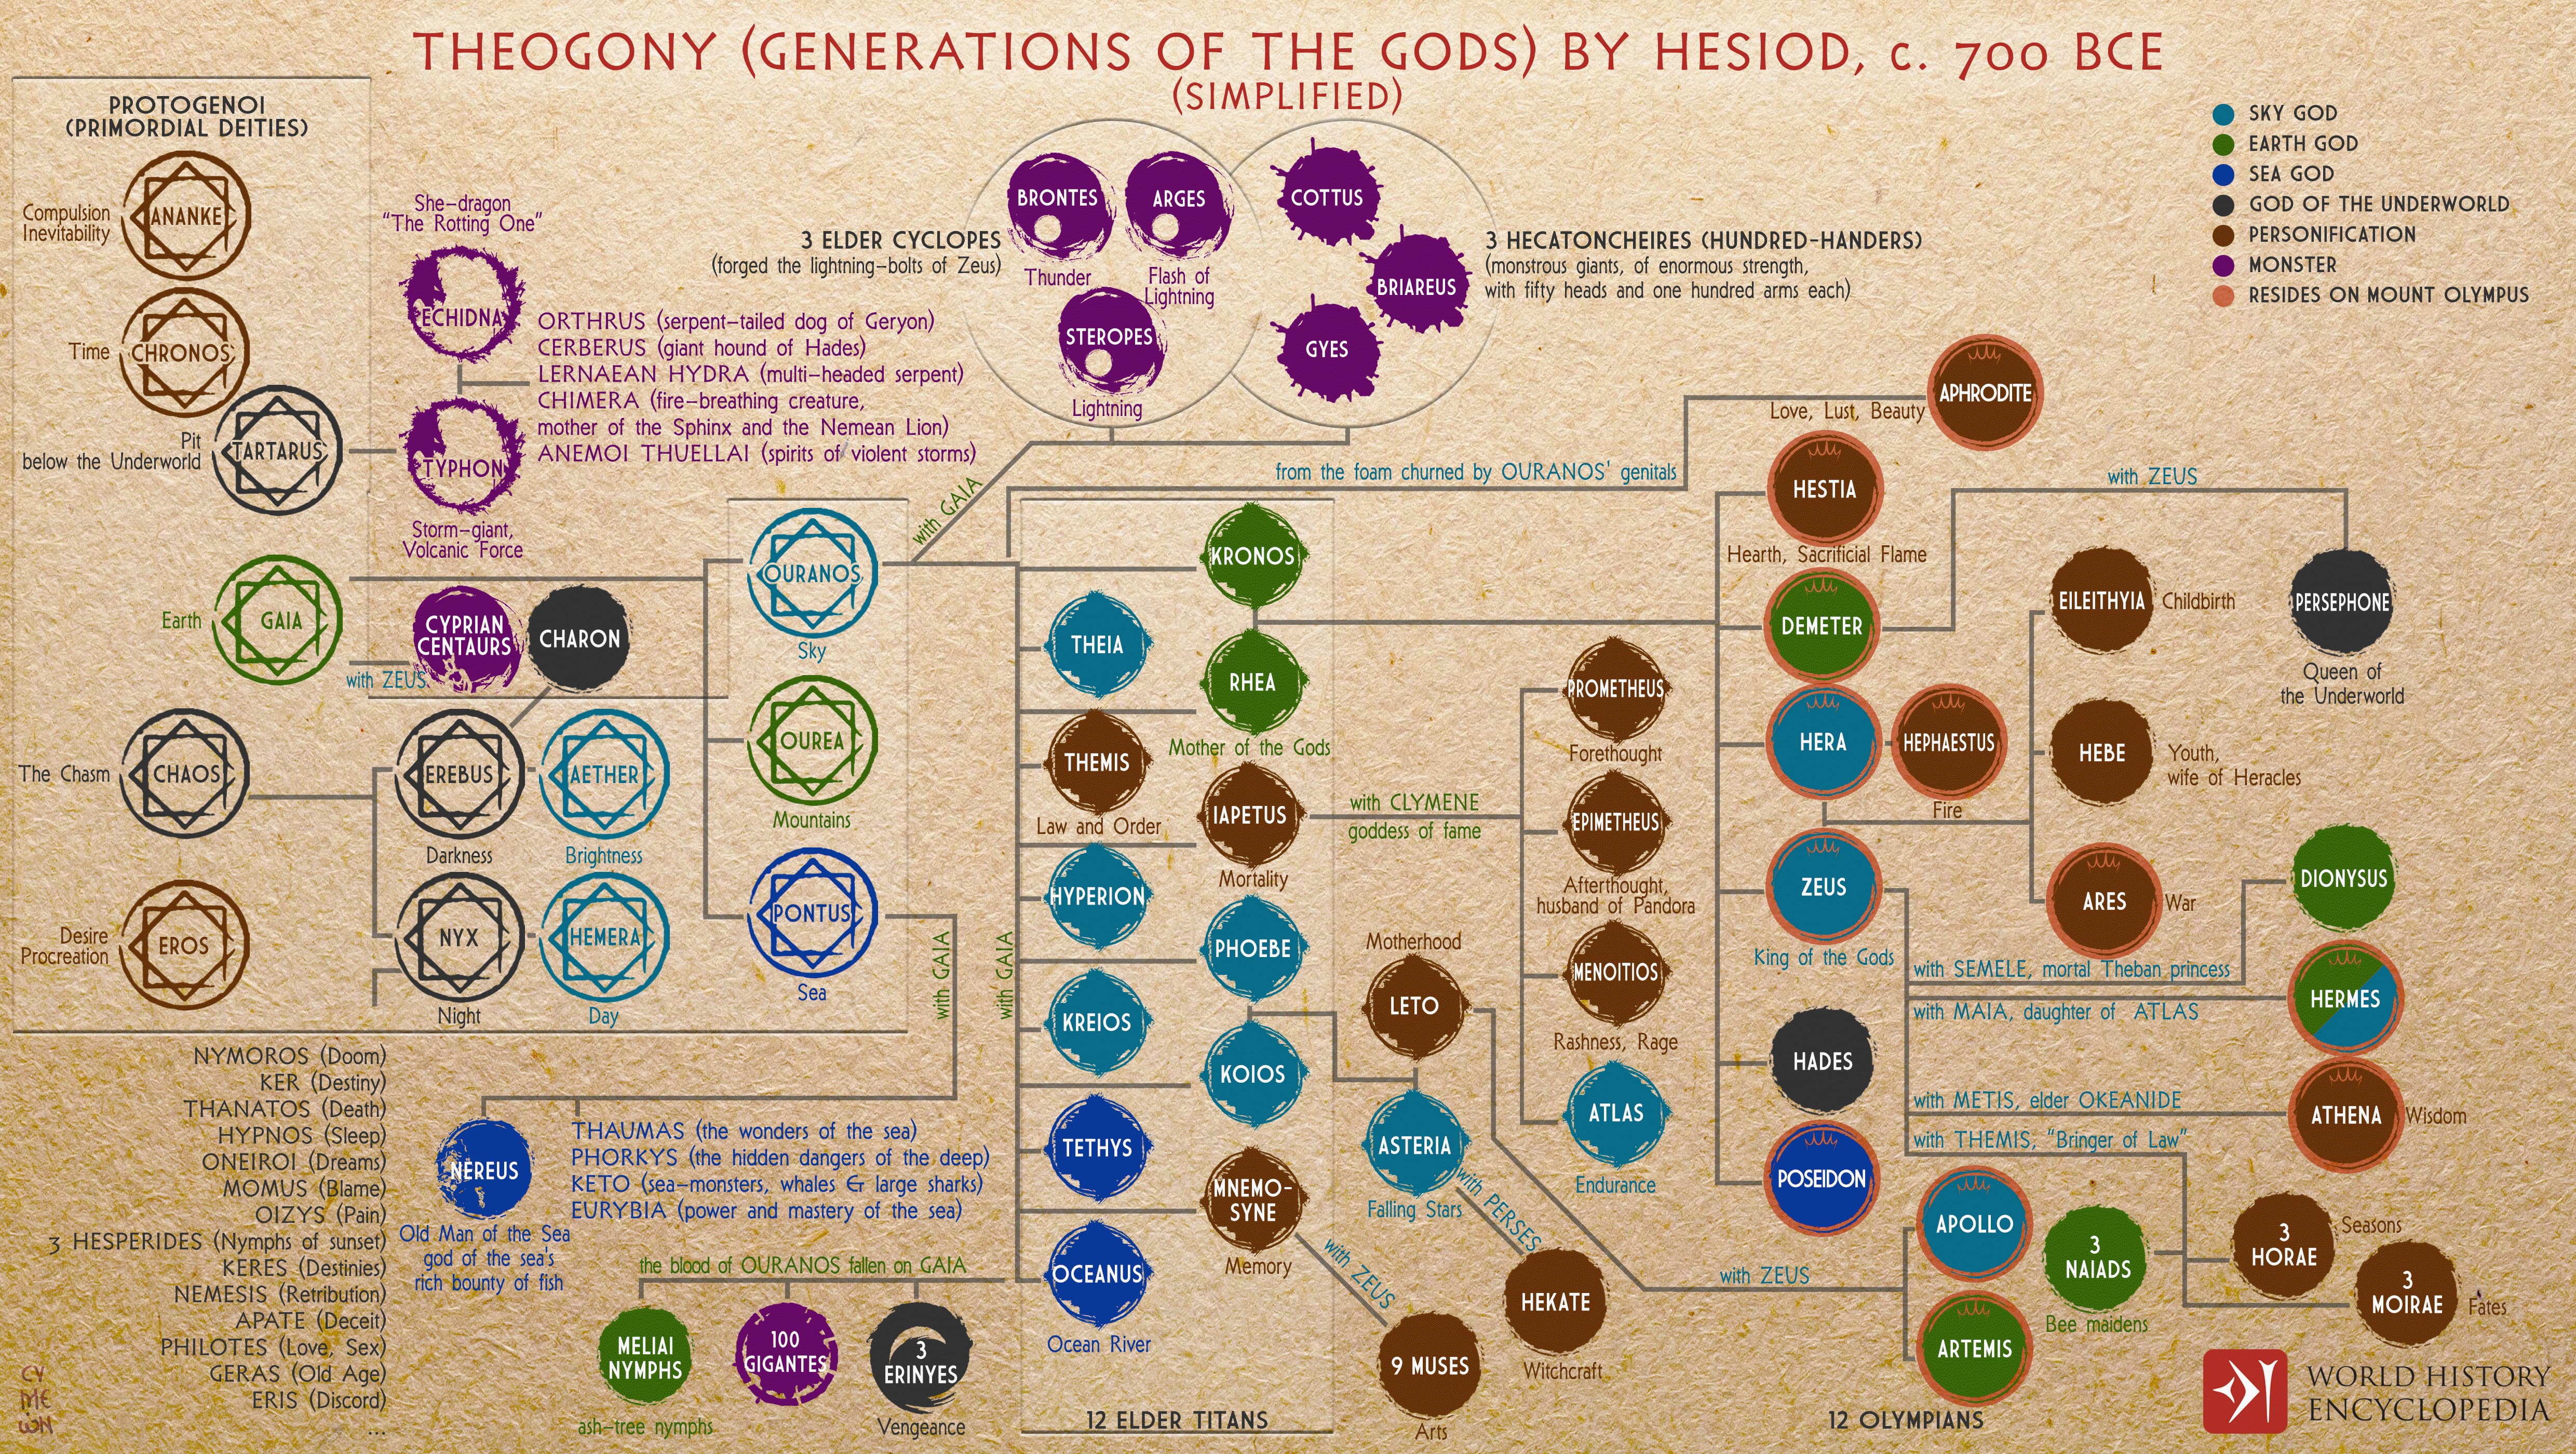 THEOGONY (GENERATIONS OF THE GODS) BY HESIOD, c. 700 BCE
(SIMPLIFIED)
PROTOGENOI
(PRIMORDIAL DEITIES)
Compulsion
Inevitability
ANANKE
Time
CHRONOS
Pit
below the Underworld
TARTARUS
Earth
GAIA
The Chasm
CHAOS
Desire
Procreation
EROS
She-dragon
"The Rotting One"
ECHIDNA
TYPHON
Storm-giant,
Volcanic Force
ORTHRUS (serpent-tailed dog of Geryon)
CERBERUS (giant hound of Hades)
LERNAEAN HYDRA (multi-headed serpent)
CHIMERA (fire-breathing creature,
mother of the Sphinx and the Nemean Lion)
ANEMOI THUELLAI (spirits of violent storms)
with ZEUS
CYPRIAN
CENTAURS
CHARON
EREBUS
Darkness
AETHER
Brightness
NYX
Night
HEMERA
Day
NYMOROS (Doom)
KER (Destiny)
THANATOS (Death)
HYPNOS (Sleep)
ONEIROI (Dreams)
MOMUS (Blame)
OIZYS (Pain)
3 HESPERIDES (Nymphs of sunset)
KERES (Destinies)
NEMESIS (Retribution)
APATE (Deceit)
PHILOTES (Love, Sex)
GERAS (Old Age)
ERIS (Discord)
...
CY
ME
ON
OURANOS
Sky
OUREA
Mountains
PONTUS
Sea
with GAIA
NEREUS
Old Man of the Sea
god of the sea's
rich bounty of fish
THAUMAS (the wonders of the sea)
PHORKYS (the hidden dangers of the deep)
KETO (sea-monsters, whales & large sharks)
EURYBIA (power and mastery of the sea)
the blood of OURANOS fallen on GAIA
MELIAI
NYMPHS
ash-tree nymphs
100
GIGANTES
3
ERINYES
Vengeance
3 ELDER CYCLOPES
(forged the lightning-bolts of Zeus)
BRONTES
Thunder
ARGES
Flash of
Lightning
STEROPES
Lightning
COTTUS
BRIAREUS
GYES
3 HECATONCHEIRES (HUNDRED-HANDERS)
(monstrous giants, of enormous strength,
with fifty heads and one hundred arms each)
with GAIA
from the foam churned by OURANOS' genitals
with GAIA
KRONOS
THEIA
RHEA
Mother of the Gods
THEMIS
Law and Order
IAPETUS
Mortality
HYPERION
PHOEBE
KREIOS
KOIOS
TETHYS
MNEMO-
SYNE
Memory
OCEANUS
Ocean River
12 ELDER TITANS
with CLYMENE
goddess of fame
PROMETHEUS
Forethought
EPIMETHEUS
Afterthought,
husband of Pandora
MENOITIOS
Rashness, Rage
ATLAS
Endurance
Motherhood
LETO
ASTERIA
Falling Stars
with PERSES
HEKATE
Witchcraft
with ZEUS
9 MUSES
Arts
with ZEUS
SKY GOD
EARTH GOD
SEA GOD
GOD OF THE UNDERWORLD
PERSONIFICATION
MONSTER
RESIDES ON MOUNT OLYMPUS
APHRODITE
Love, Lust, Beauty
HESTIA
Hearth, Sacrificial Flame
DEMETER
with ZEUS
PERSEPHONE
Queen of
the Underworld
HERA
HEPHAESTUS
Fire
EILEITHYIA
Childbirth
HEBE
Youth,
wife of Heracles
ARES
War
ZEUS
King of the Gods
with SEMELE, mortal Theban princess
DIONYSUS
with MAIA, daughter of ATLAS
HERMES
with METIS, elder OKEANIDE
ATHENA
Wisdom
with THEMIS, "Bringer of Law"
HADES
POSEIDON
APOLLO
ARTEMIS
3
NAIADS
Bee maidens
3
HORAE
Seasons
3
MOIRAE
Fates
12 OLYMPIANS
WORLD HISTORY
ENCYCLOPEDIA